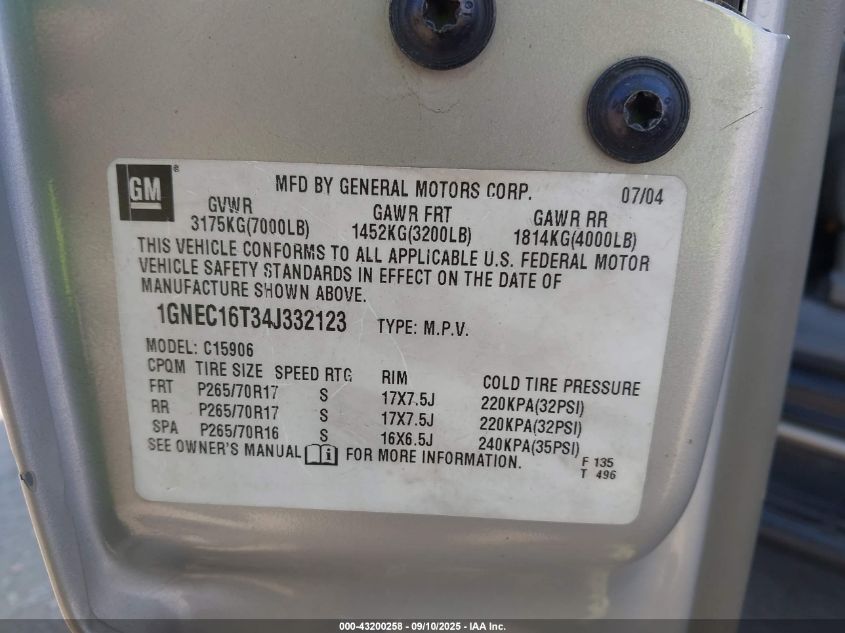 GM
MFD BY GENERAL MOTORS CORP. 07/04
GVWR GAWR FRT GAWR RR
3175KG(7000LB) 1452KG(3200LB) 1814KG(4000LB)
THIS VEHICLE CONFORMS TO ALL APPLICABLE U.S. FEDERAL MOTOR
VEHICLE SAFETY STANDARDS IN EFFECT ON THE DATE OF
MANUFACTURE SHOWN ABOVE.
1GNEC16T34J332123 TYPE: M.P.V.
MODEL: C15906
CPQM TIRE SIZE SPEED RTG RIM COLD TIRE PRESSURE
FRT P265/70R17 S 17X7.5J 220KPA(32PSI)
RR P265/70R17 S 17X7.5J 220KPA(32PSI)
SPA P265/70R16 S 16X6.5J 240KPA(35PSI)
SEE OWNER'S MANUAL i FOR MORE INFORMATION.
F 135
T 496
000-43200258 - 09/10/2025 - IAA Inc.